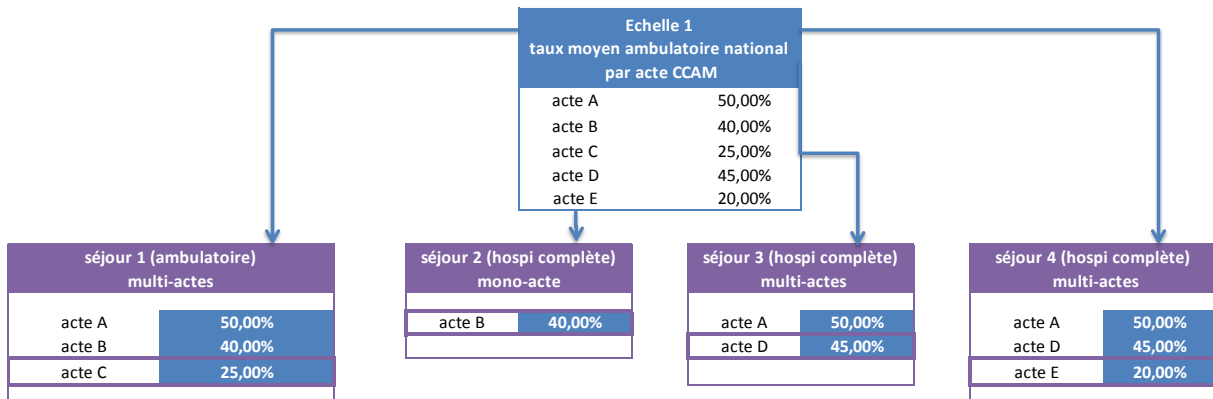 Echelle 1
taux moyen ambulatoire national
par acte CCAM
acte A 50,00%
acte B 40,00%
acte C 25,00%
acte D 45,00%
acte E 20,00%
séjour 1 (ambulatoire)
multi-actes
acte A 50,00%
acte B 40,00%
acte C 25,00%
séjour 2 (hospi complète)
mono-acte
acte B 40,00%
séjour 3 (hospi complète)
multi-actes
acte A 50,00%
acte D 45,00%
séjour 4 (hospi complète)
multi-actes
acte A 50,00%
acte D 45,00%
acte E 20,00%